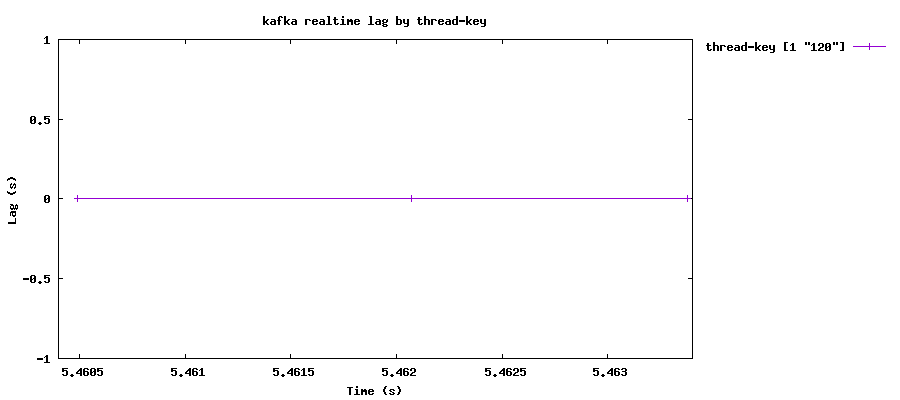 kafka realtime lag by thread-key
thread-key [1 "120"]
1
0.5
0
-0.5
-1
Lag (s)
5.4605 5.461 5.4615 5.462 5.4625 5.463
Time (s)